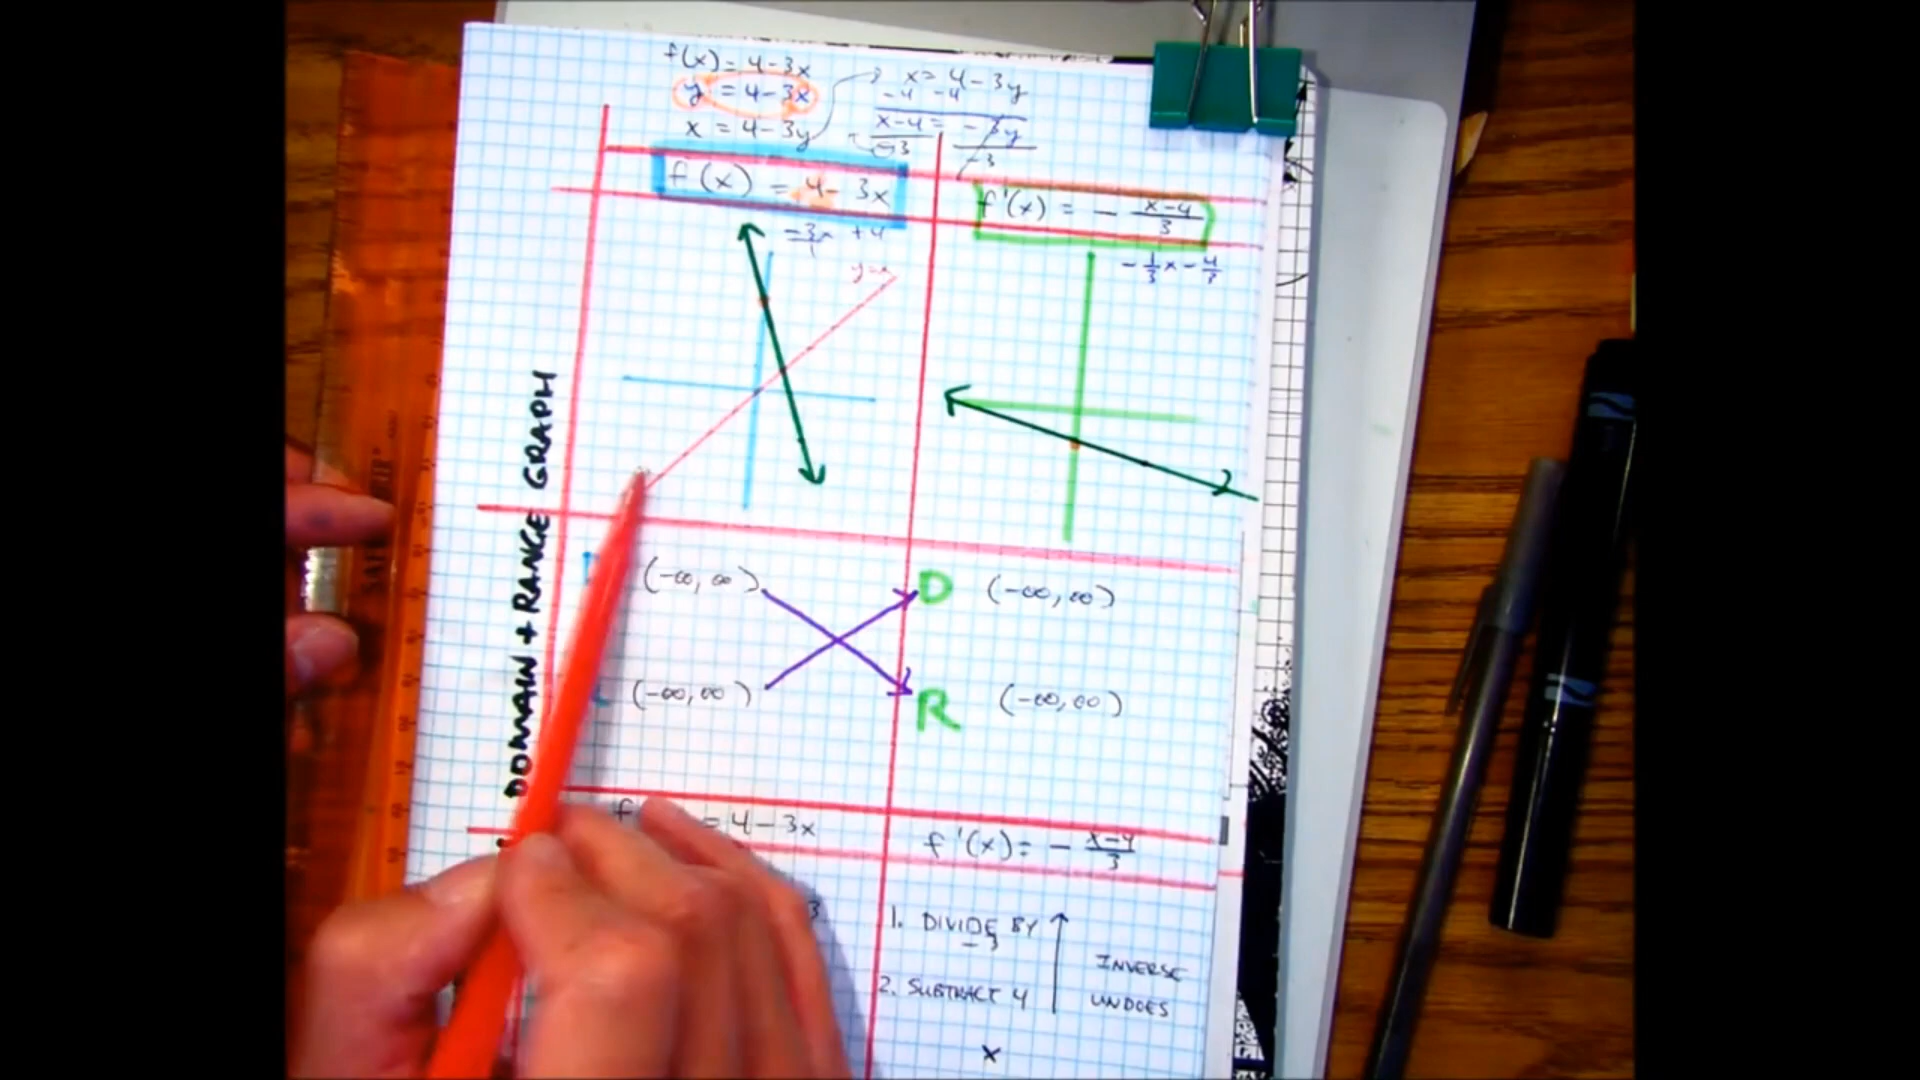 f(x) = 4-3x
y = 4-3x
x = 4-3y
x = 4-3y
-4 -4
x-4 = -3y
-3 -3
f(x) = 4- 3x
-3x +4
1
y=x
f'(x) = - x-4
3
-1/3x-4/3
DOMAIN + RANGE GRAPH
(-∞, ∞)
D (-∞, ∞)
(-∞, ∞)
R (-∞, ∞)
= 4-3x
f'(x) = - x-4
3
3
1. DIVIDE BY
-3
2. SUBTRACT 4
INVERSE
UNDOES
x